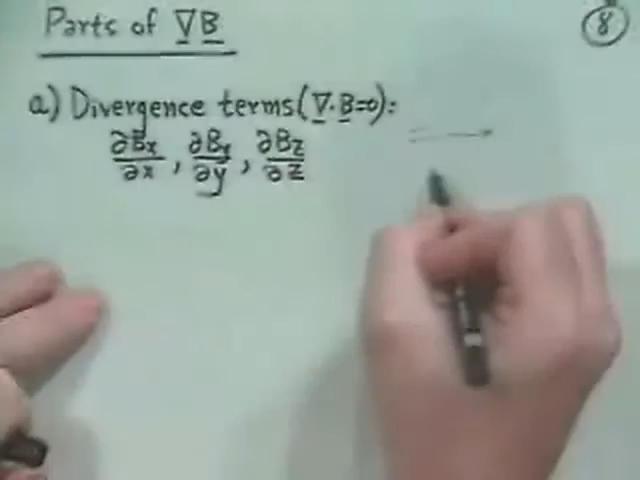 Parts of ∇B
8
a) Divergence terms (∇·B=0):
∂Bx/∂x, ∂By/∂y, ∂Bz/∂z